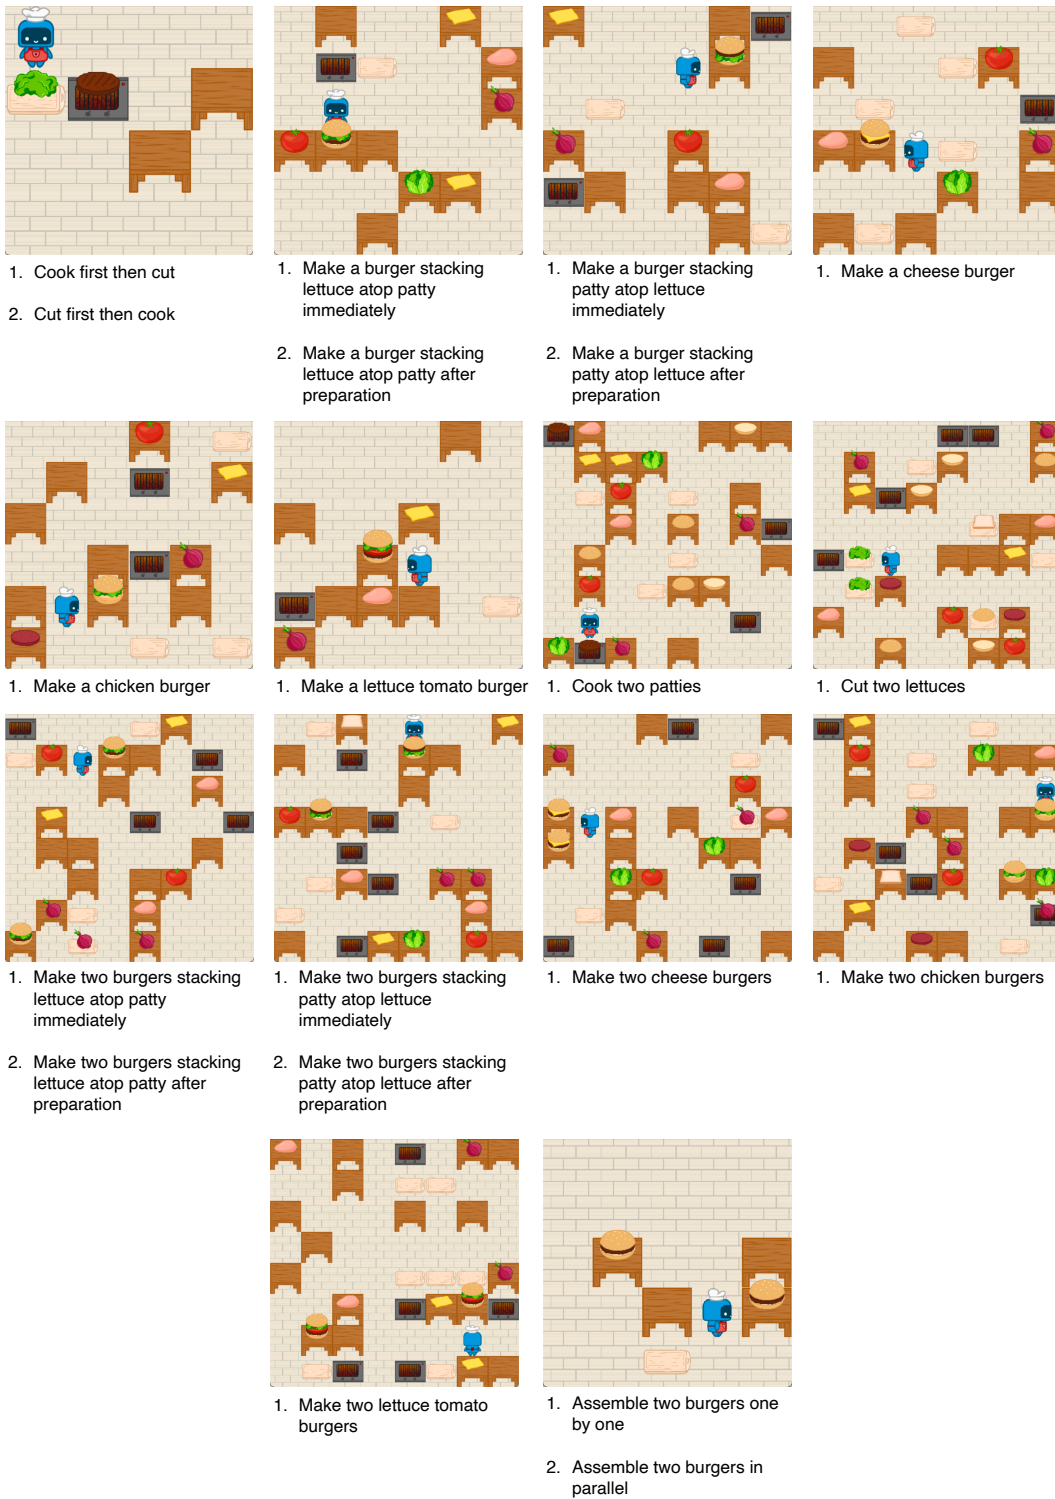 1. Cook first then cut
2. Cut first then cook
1. Make a burger stacking
lettuce atop patty
immediately
2. Make a burger stacking
lettuce atop patty after
preparation
1. Make a burger stacking
patty atop lettuce
immediately
2. Make a burger stacking
patty atop lettuce after
preparation
1. Make a cheese burger
1. Make a chicken burger
1. Make a lettuce tomato burger
1. Cook two patties
1. Cut two lettuces
1. Make two burgers stacking
lettuce atop patty
immediately
2. Make two burgers stacking
lettuce atop patty after
preparation
1. Make two burgers stacking
patty atop lettuce
immediately
2. Make two burgers stacking
patty atop lettuce after
preparation
1. Make two cheese burgers
1. Make two chicken burgers
1. Make two lettuce tomato
burgers
1. Assemble two burgers one
by one
2. Assemble two burgers in
parallel